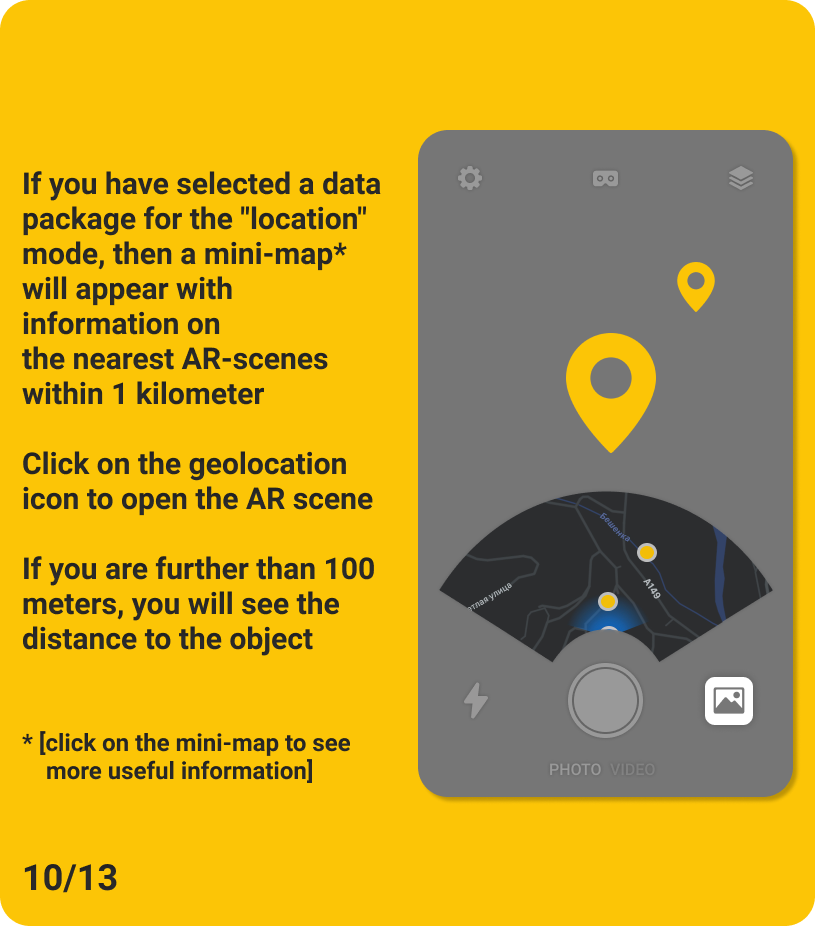 If you have selected a data
package for the "location"
mode, then a mini-map*
will appear with
information on
the nearest AR-scenes
within 1 kilometer
Click on the geolocation
icon to open the AR scene
If you are further than 100
meters, you will see the
distance to the object
* [click on the mini-map to see
more useful information]
10/13
Бешенка
А149
отлая улица
PHOTO VIDEO